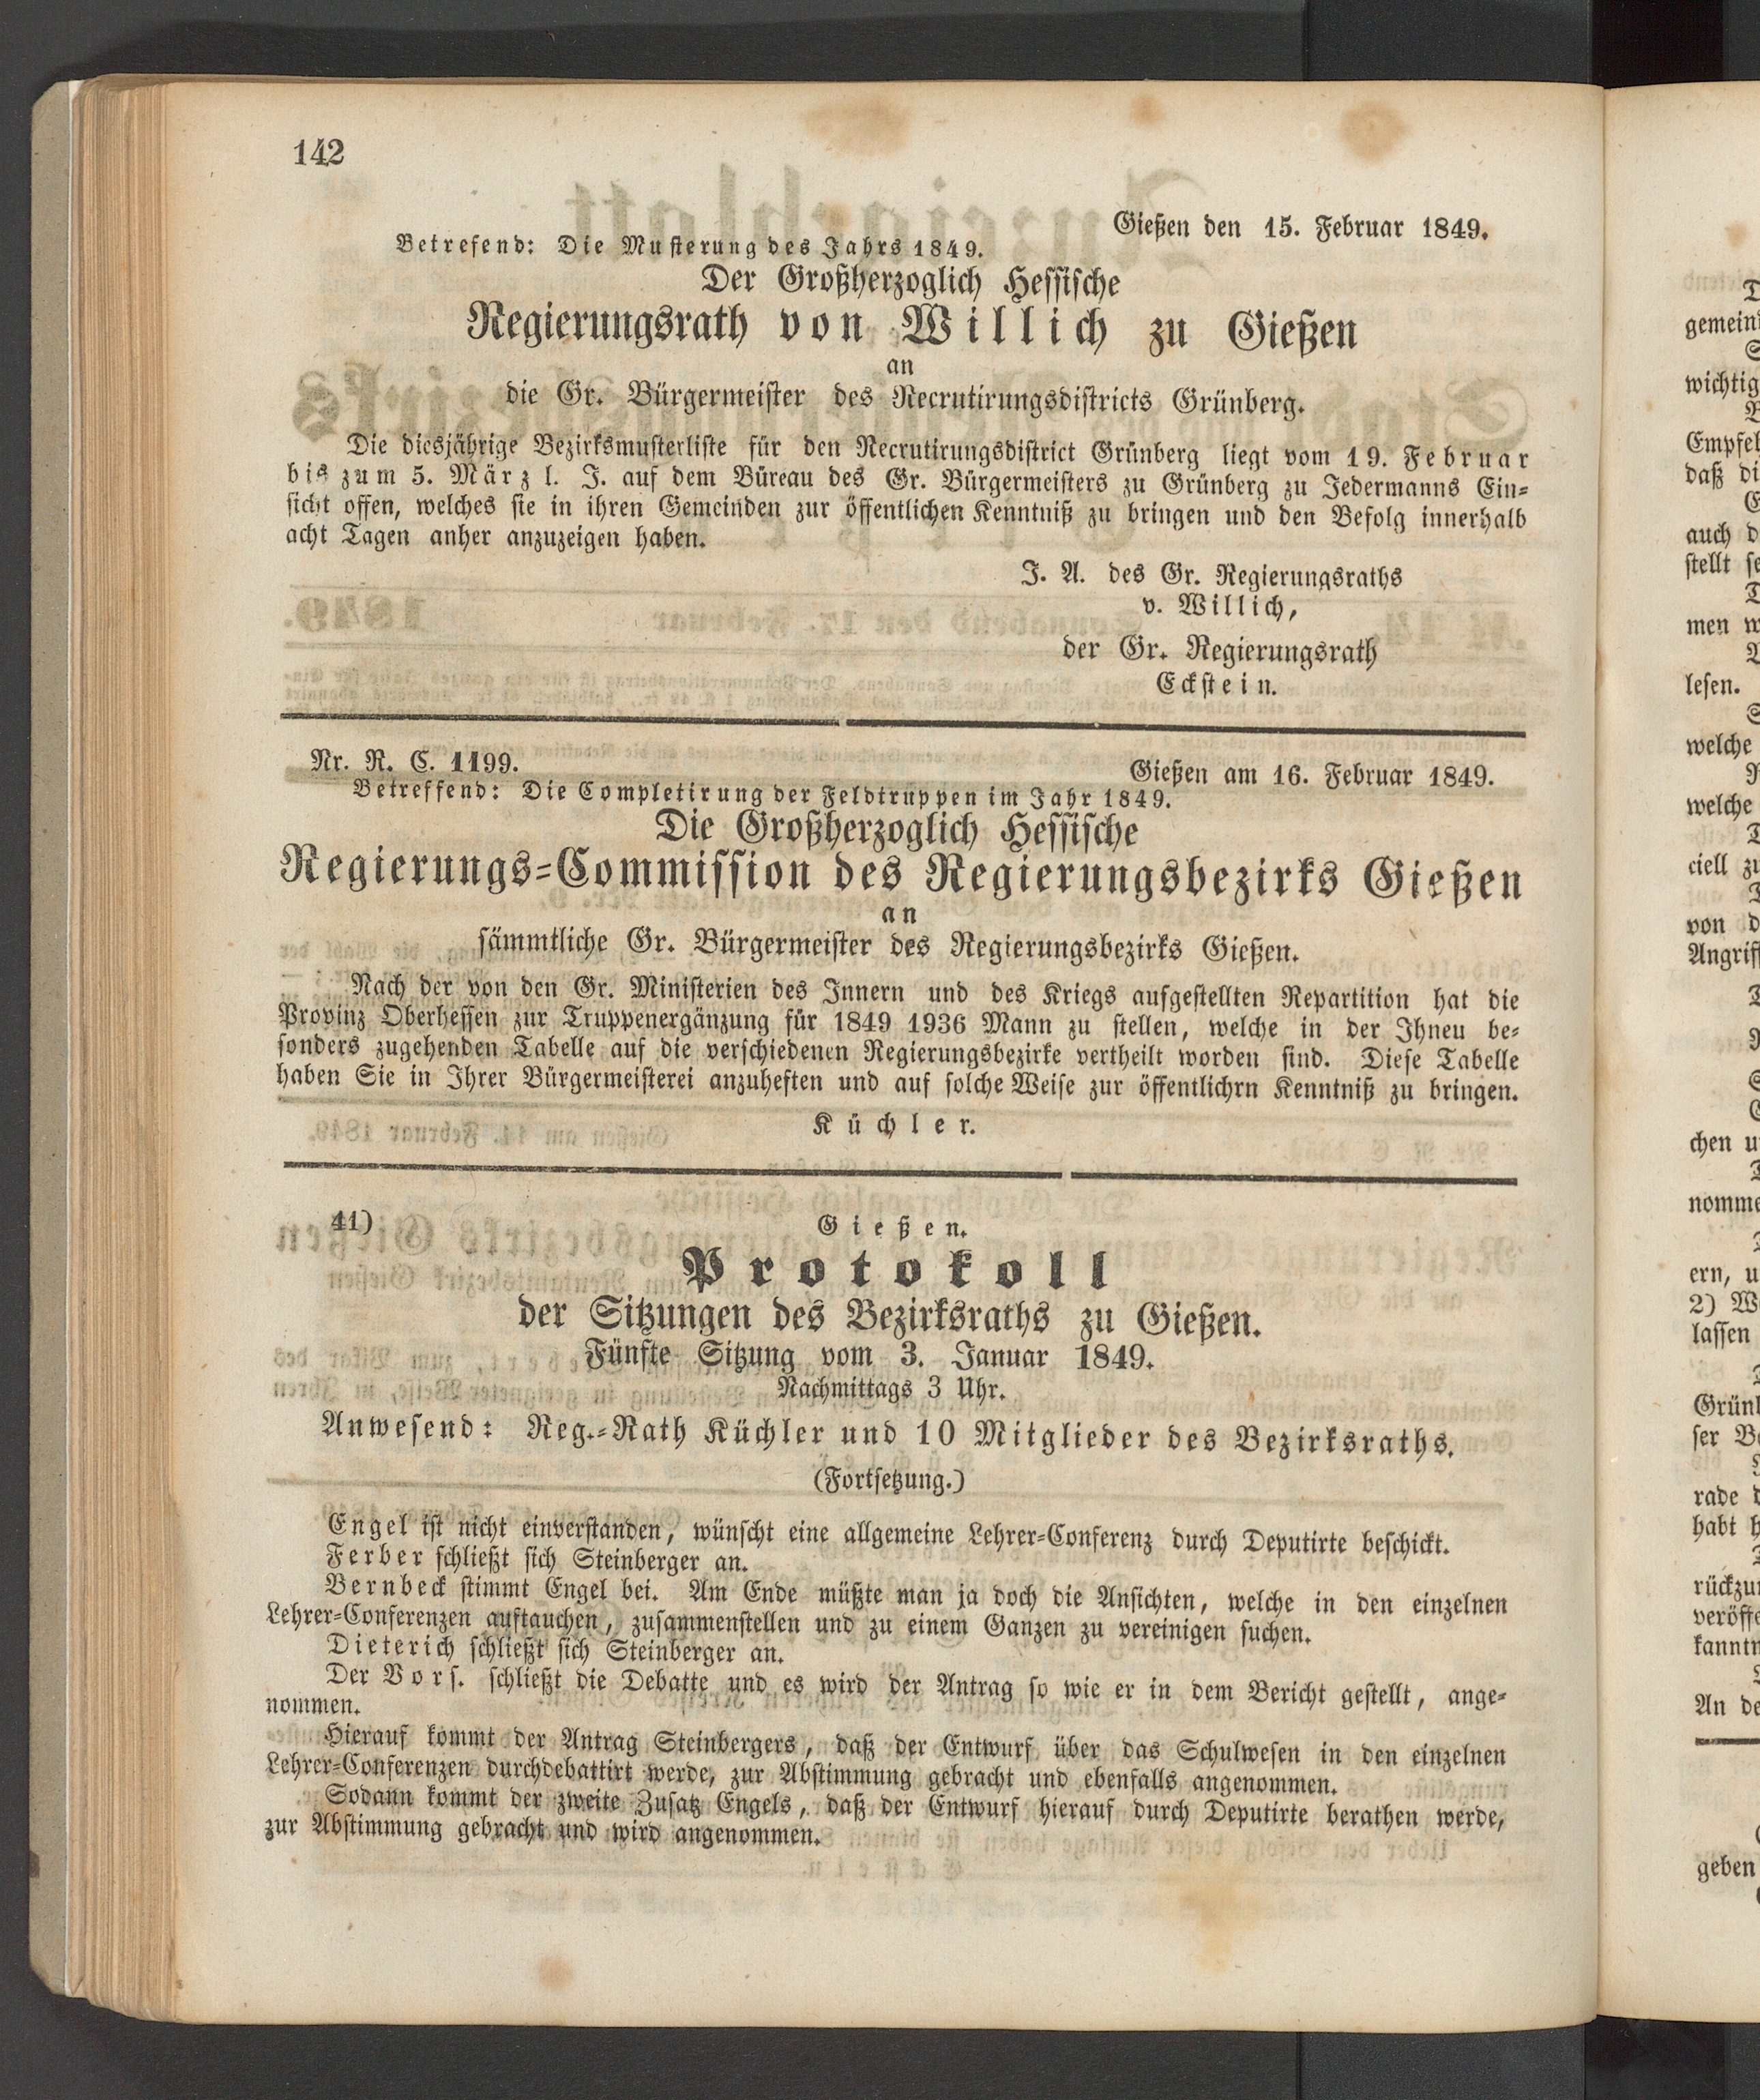 142
Gießen den 15. Februar 1849.
Betrefend: Die Musterung des Jahrs 1849.
Der Großherzoglich Hessische
Regierungsrath von Willich zu Gießen
an
die Gr. Bürgermeister des Recrutirungsdistricts Grünberg.
Die diesjährige Bezirksmusterliste für den Recrutirungsdistrict Grünberg liegt vom 19. Februar
bis zum 5. März l. J. auf dem Büreau des Gr. Bürgermeisters zu Grünberg zu Jedermanns Ein-
sicht offen, welches sie in ihren Gemeinden zur öffentlichen Kenntniß zu bringen und den Befolg innerhalb
acht Tagen anher anzuzeigen haben.
J. A. des Gr. Regierungsraths
v. Willich,
der Gr. Regierungsrath
Eckstein.
Nr. R. C. 1199.
Gießen am 16. Februar 1849.
Betreffend: Die Completirung der Feldtruppen im Jahr 1849.
Die Großherzoglich Hessische
Regierungs-Commission des Regierungsbezirks Gießen
an
sämmtliche Gr. Bürgermeister des Regierungsbezirks Gießen.
Nach der von den Gr. Ministerien des Innern und des Kriegs aufgestellten Repartition hat die
Provinz Oberhessen zur Truppenergänzung für 1849 1936 Mann zu stellen, welche in der Ihneu be-
sonders zugehenden Tabelle auf die verschiedenen Regierungsbezirke vertheilt worden sind. Diese Tabelle
haben Sie in Ihrer Bürgermeisterei anzuheften und auf solche Weise zur öffentlichrn Kenntniß zu bringen.
Küchler.
41)
Gießen.
Protokoll
der Sitzungen des Bezirksraths zu Gießen.
Fünfte Sitzung vom 3. Januar 1849.
Nachmittags 3 Uhr.
Anwesend: Reg.-Rath Küchler und 10 Mitglieder des Bezirksraths.
(Fortsetzung.)
Engel ist nicht einverstanden, wünscht eine allgemeine Lehrer-Conferenz durch Deputirte beschickt.
Ferber schließt sich Steinberger an.
Bernbeck stimmt Engel bei. Am Ende müßte man ja doch die Ansichten, welche in den einzelnen
Lehrer-Conferenzen auftauchen, zusammenstellen und zu einem Ganzen zu vereinigen suchen.
Dieterich schließt sich Steinberger an.
Der Vors. schließt die Debatte und es wird der Antrag so wie er in dem Bericht gestellt, ange-
nommen.
Hierauf kommt der Antrag Steinbergers, daß der Entwurf über das Schulwesen in den einzelnen
Lehrer-Conferenzen durchdebattirt werde, zur Abstimmung gebracht und ebenfalls angenommen.
Sodann kommt der zweite Zusatz Engels, daß der Entwurf hierauf durch Deputirte berathen werde,
zur Abstimmung gebracht und wird angenommen.